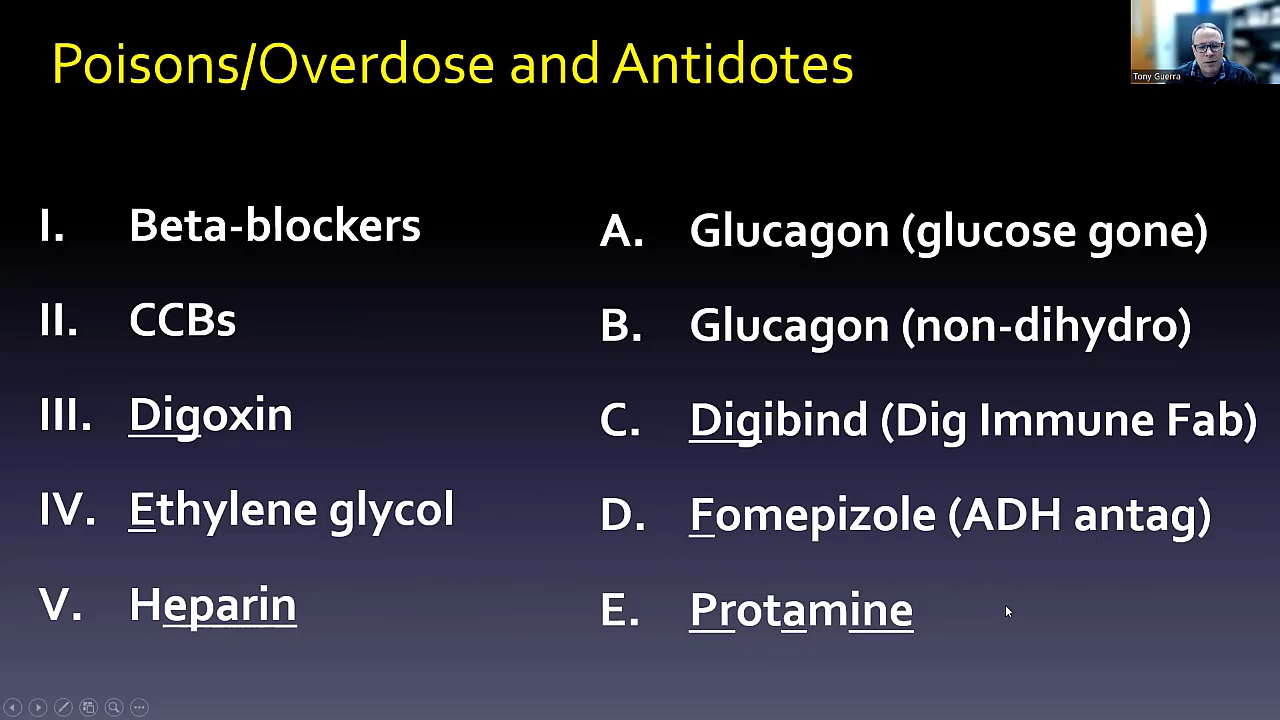 Poisons/Overdose and Antidotes
Tony Guerra
I. Beta-blockers
II. CCBs
III. Digoxin
IV. Ethylene glycol
V. Heparin
A. Glucagon (glucose gone)
B. Glucagon (non-dihydro)
C. Digibind (Dig Immune Fab)
D. Fomepizole (ADH antag)
E. Protamine